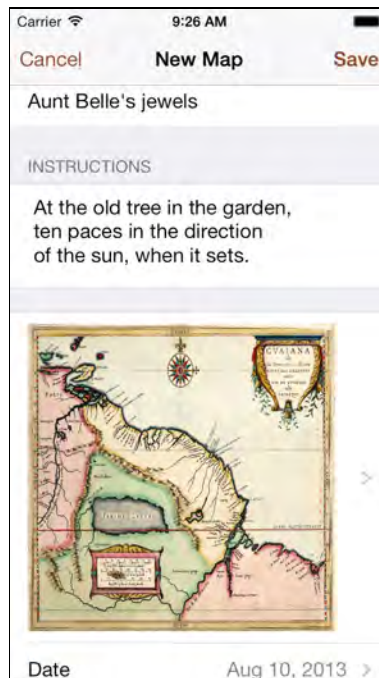 Carrier 9:26 AM
Cancel New Map Save
Aunt Belle's jewels
INSTRUCTIONS
At the old tree in the garden,
ten paces in the direction
of the sun, when it sets.
GVAIANA
Date Aug 10, 2013